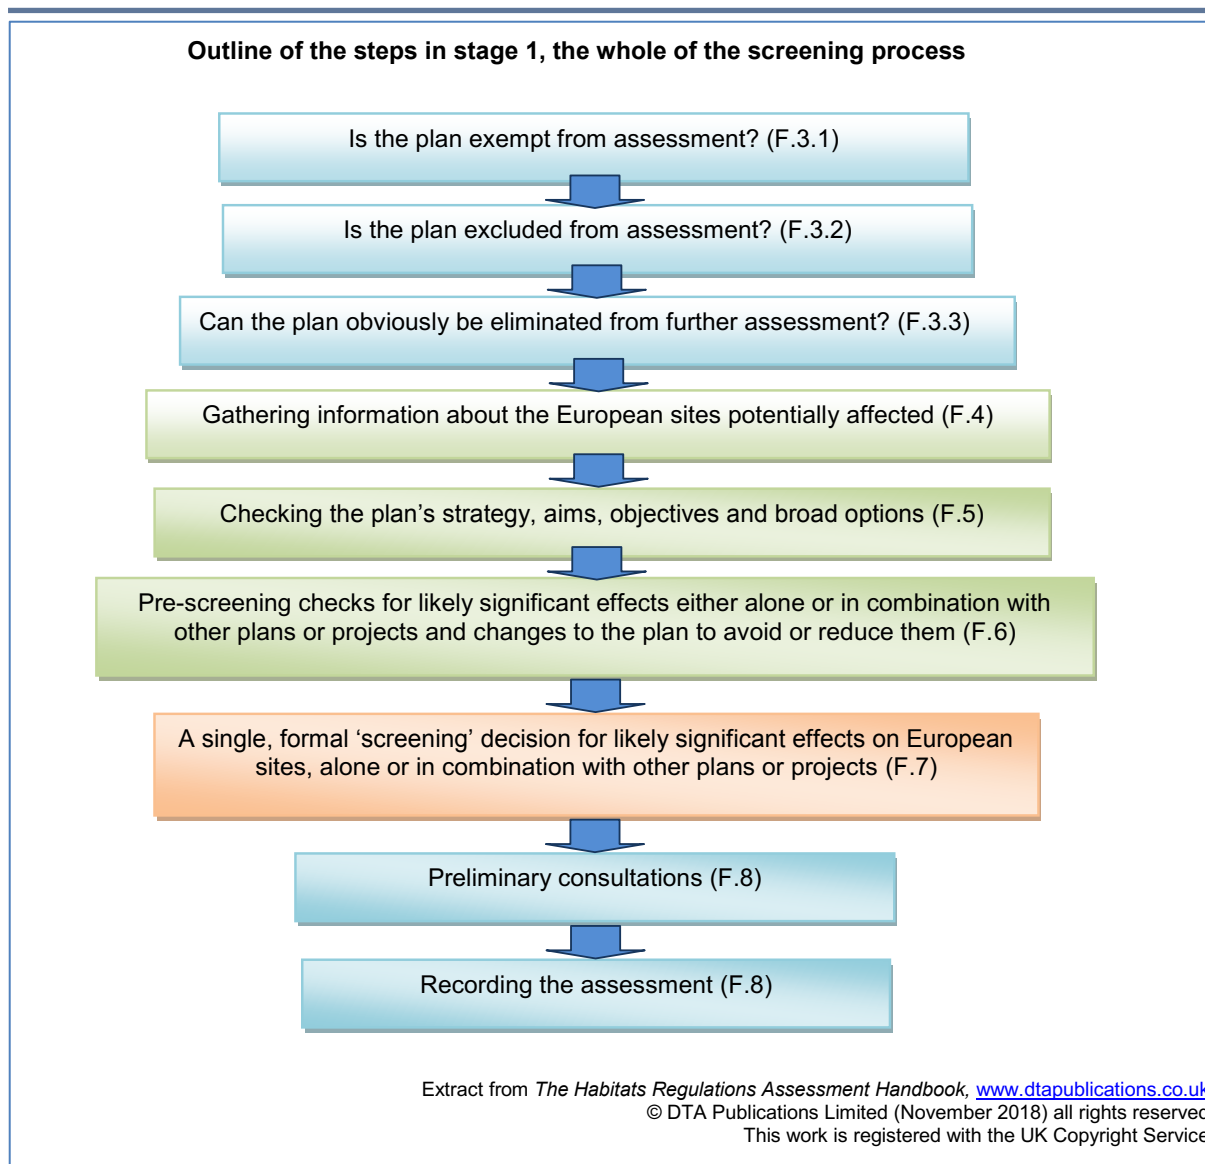 Outline of the steps in stage 1, the whole of the screening process
Is the plan exempt from assessment? (F.3.1)
Is the plan excluded from assessment? (F.3.2)
Can the plan obviously be eliminated from further assessment? (F.3.3)
Gathering information about the European sites potentially affected (F.4)
Checking the plan's strategy, aims, objectives and broad options (F.5)
Pre-screening checks for likely significant effects either alone or in combination with
other plans or projects and changes to the plan to avoid or reduce them (F.6)
A single, formal ‘screening’ decision for likely significant effects on European
sites, alone or in combination with other plans or projects (F.7)
Preliminary consultations (F.8)
Recording the assessment (F.8)
Extract from The Habitats Regulations Assessment Handbook, www.dtapublications.co.uk
© DTA Publications Limited (November 2018) all rights reserved
This work is registered with the UK Copyright Service